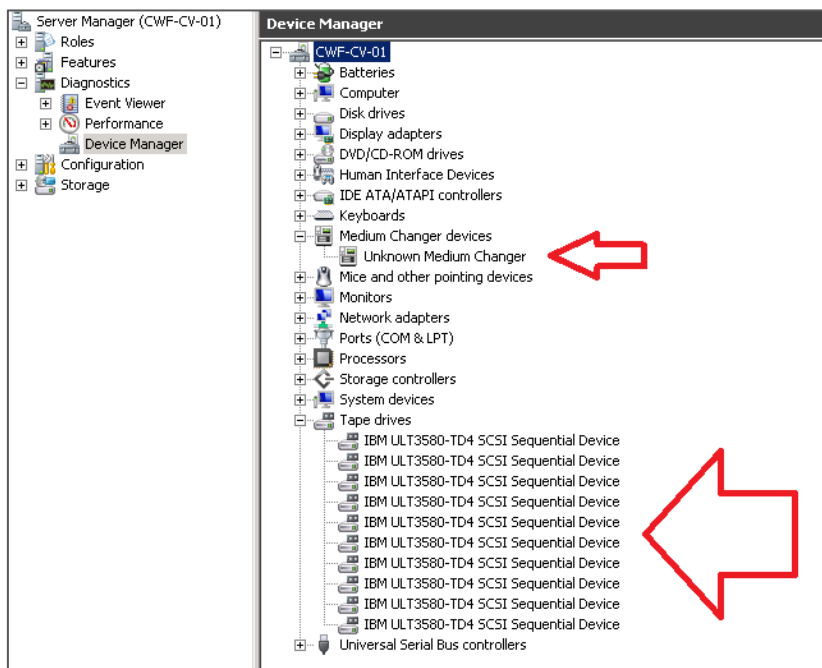 Server Manager (CWF-CV-01)
Roles
Features
Diagnostics
Event Viewer
Performance
Device Manager
Configuration
Storage
Device Manager
CWF-CV-01
Batteries
Computer
Disk drives
Display adapters
DVD/CD-ROM drives
Human Interface Devices
IDE ATA/ATAPI controllers
Keyboards
Medium Changer devices
Unknown Medium Changer
Mice and other pointing devices
Monitors
Network adapters
Ports (COM & LPT)
Processors
Storage controllers
System devices
Tape drives
IBM ULT3580-TD4 SCSI Sequential Device
IBM ULT3580-TD4 SCSI Sequential Device
IBM ULT3580-TD4 SCSI Sequential Device
IBM ULT3580-TD4 SCSI Sequential Device
IBM ULT3580-TD4 SCSI Sequential Device
IBM ULT3580-TD4 SCSI Sequential Device
IBM ULT3580-TD4 SCSI Sequential Device
IBM ULT3580-TD4 SCSI Sequential Device
IBM ULT3580-TD4 SCSI Sequential Device
IBM ULT3580-TD4 SCSI Sequential Device
Universal Serial Bus controllers